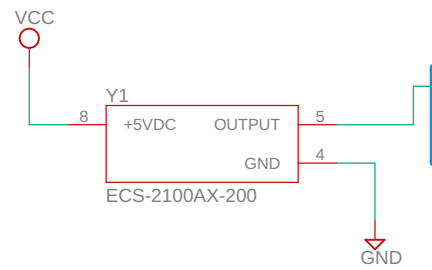 VCC
Y1
8 +5VDC OUTPUT 5
GND 4
ECS-2100AX-200
GND